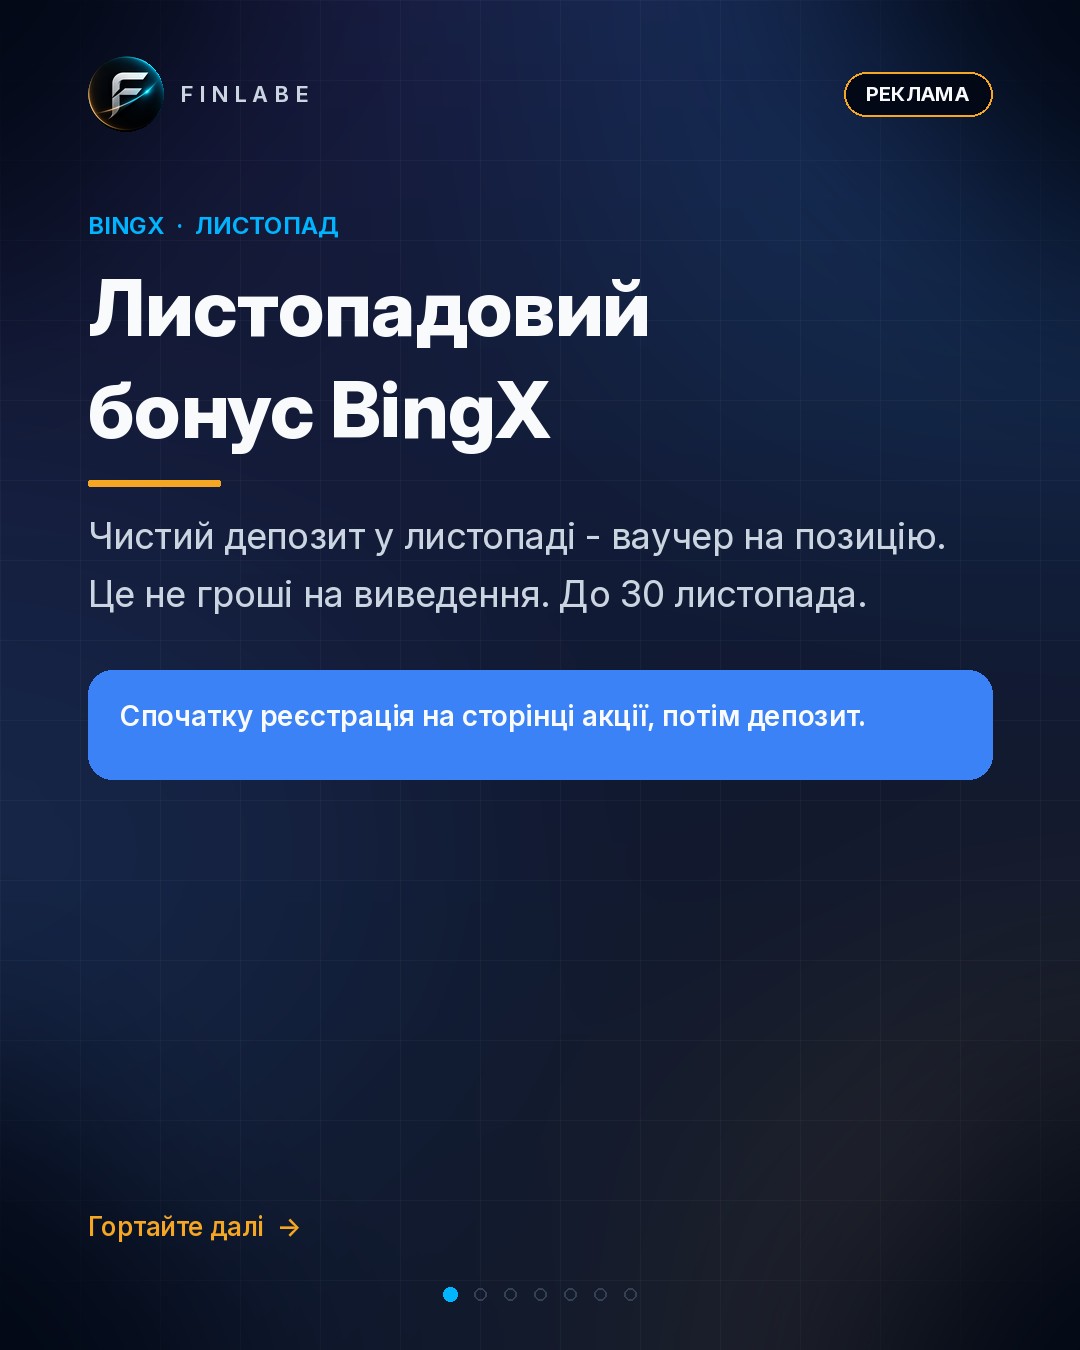 FINLABE
РЕКЛАМА
BINGX · ЛИСТОПАД
Листопадовий
бонус BingX
Чистий депозит у листопаді - ваучер на позицію.
Це не гроші на виведення. До 30 листопада.
Спочатку реєстрація на сторінці акції, потім депозит.
Гортайте далі →